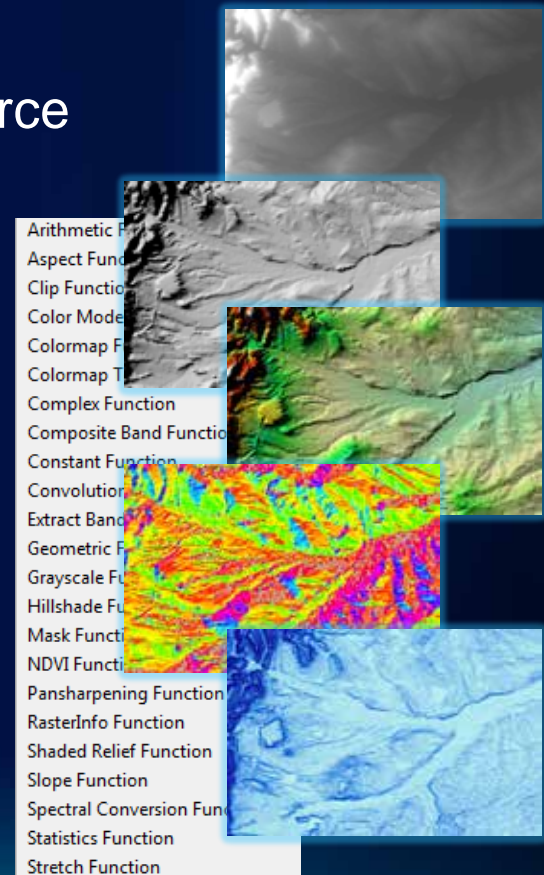 rce
Arithmetic F
Aspect Func
Clip Functio
Color Mode
Colormap F
Colormap T
Complex Function
Composite Band Functio
Constant Function
Convolution
Extract Band
Geometric F
Grayscale Fu
Hillshade Fu
Mask Functi
NDVI Functi
Pansharpening Function
RasterInfo Function
Shaded Relief Function
Slope Function
Spectral Conversion Func
Statistics Function
Stretch Function